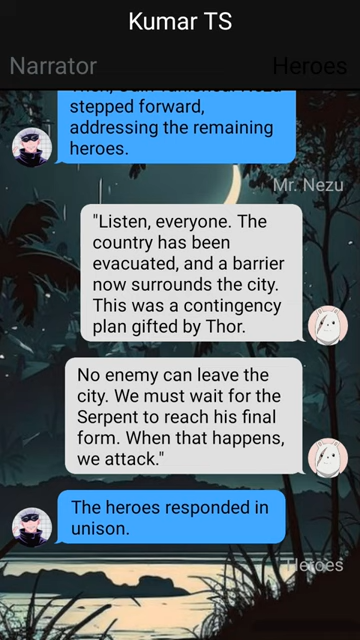 Kumar TS
Narrator
Heroes
stepped forward,
addressing the remaining
heroes.
Mr. Nezu
"Listen, everyone. The
country has been
evacuated, and a barrier
now surrounds the city.
This was a contingency
plan gifted by Thor.
No enemy can leave the
city. We must wait for the
Serpent to reach his final
form. When that happens,
we attack."
The heroes responded in
unison.
Heroes